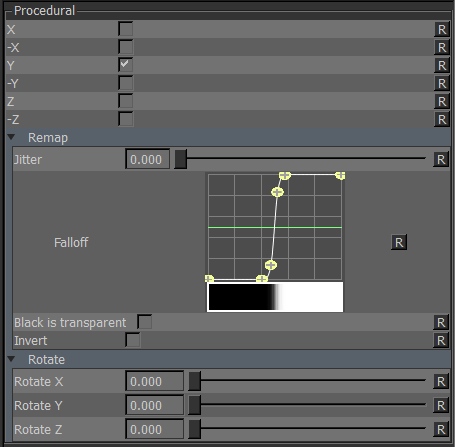 Procedural
X R
-X R
Y R
-Y R
Z R
-Z R
Remap
Jitter 0.000 R
Falloff R
Black is transparent R
Invert R
Rotate
Rotate X 0.000 R
Rotate Y 0.000 R
Rotate Z 0.000 R